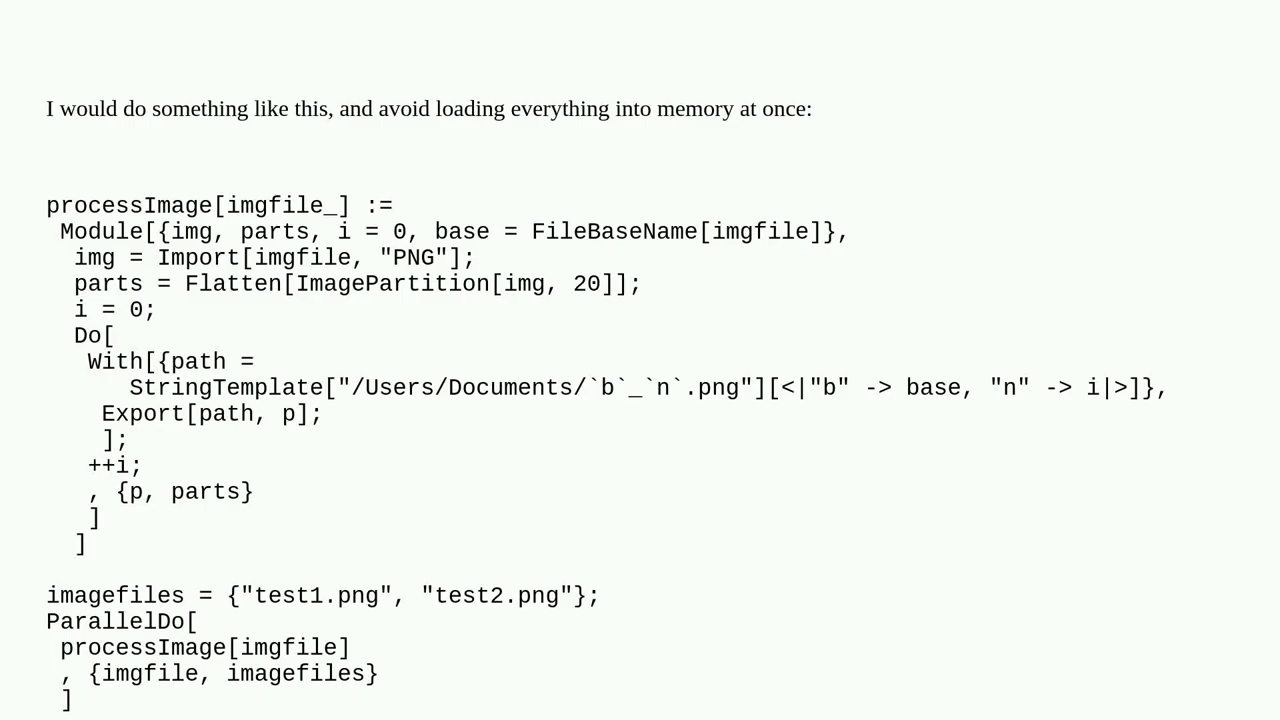 I would do something like this, and avoid loading everything into memory at once:
processImage[imgfile_] :=
 Module[{img, parts, i = 0, base = FileBaseName[imgfile]},
  img = Import[imgfile, "PNG"];
  parts = Flatten[ImagePartition[img, 20]];
  i = 0;
  Do[
   With[{path =
      StringTemplate["/Users/Documents/`b`_`n`.png"][<|"b" -> base, "n" -> i|>]},
    Export[path, p];
    ];
   ++i;
   , {p, parts}
   ]
  ]
imagefiles = {"test1.png", "test2.png"};
ParallelDo[
 processImage[imgfile]
 , {imgfile, imagefiles}
 ]